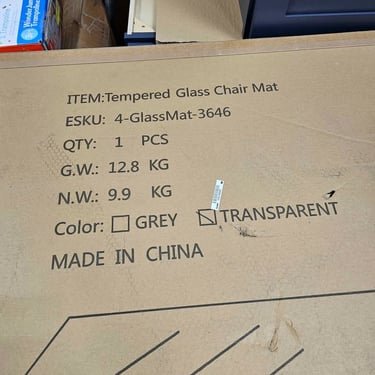 ITEM:Tempered Glass Chair Mat
ESKU: 4-GlassMat-3646
QTY: 1 PCS
G.W.: 12.8 KG
N.W.: 9.9 KG
Color: GREY TRANSPARENT
MADE IN CHINA